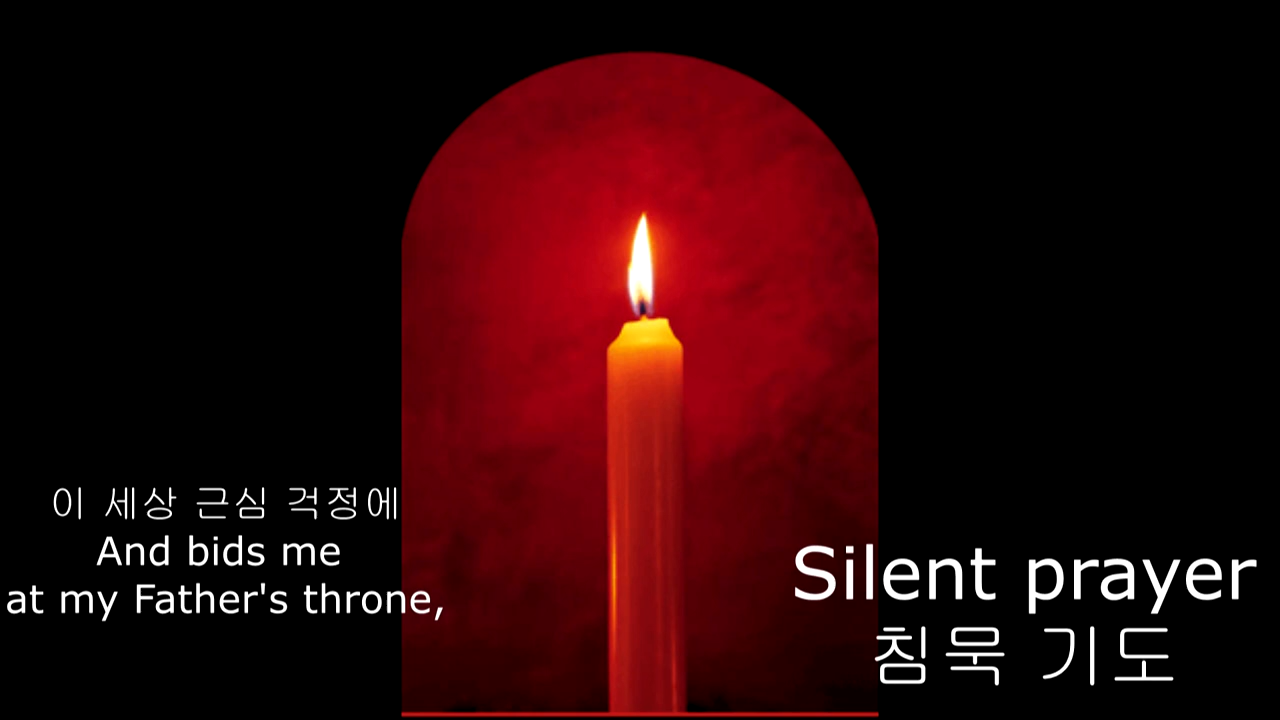 이 세상 근심 걱정에
And bids me
at my Father's throne,
Silent prayer
침묵 기도